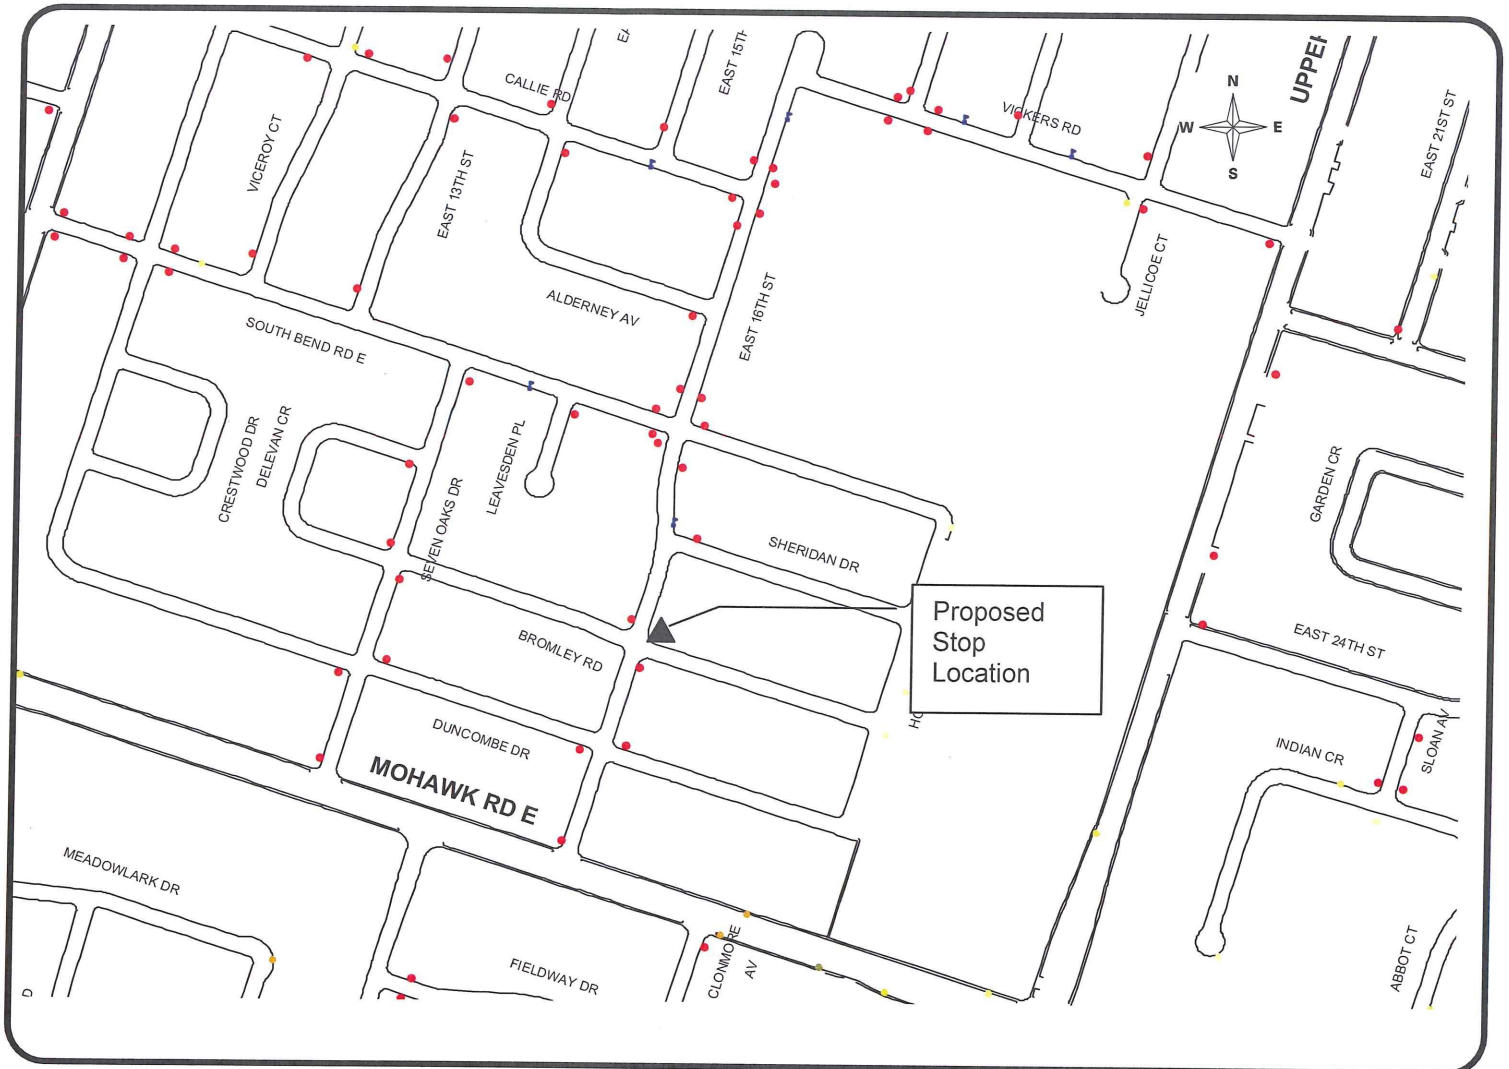 EAST 15TH
UPPER
CALLIE RD
VICKERS RD
N
W
E
S
EAST 21ST ST
VICEROY CT
EAST 13TH ST
JELLICOE CT
ALDERNEY AV
EAST 16TH ST
SOUTH BEND RD E
CRESTWOOD DR
DELEVAN CR
LEAVESDEN PL
SEVEN OAKS DR
GARDEN CR
SHERIDAN DR
Proposed
Stop
Location
BROMLEY RD
EAST 24TH ST
HO
DUNCOMBE DR
MOHAWK RD E
INDIAN CR
SLOAN AV
MEADOWLARK DR
FIELDWAY DR
CLONMORE
AV
ABBOT CT
D